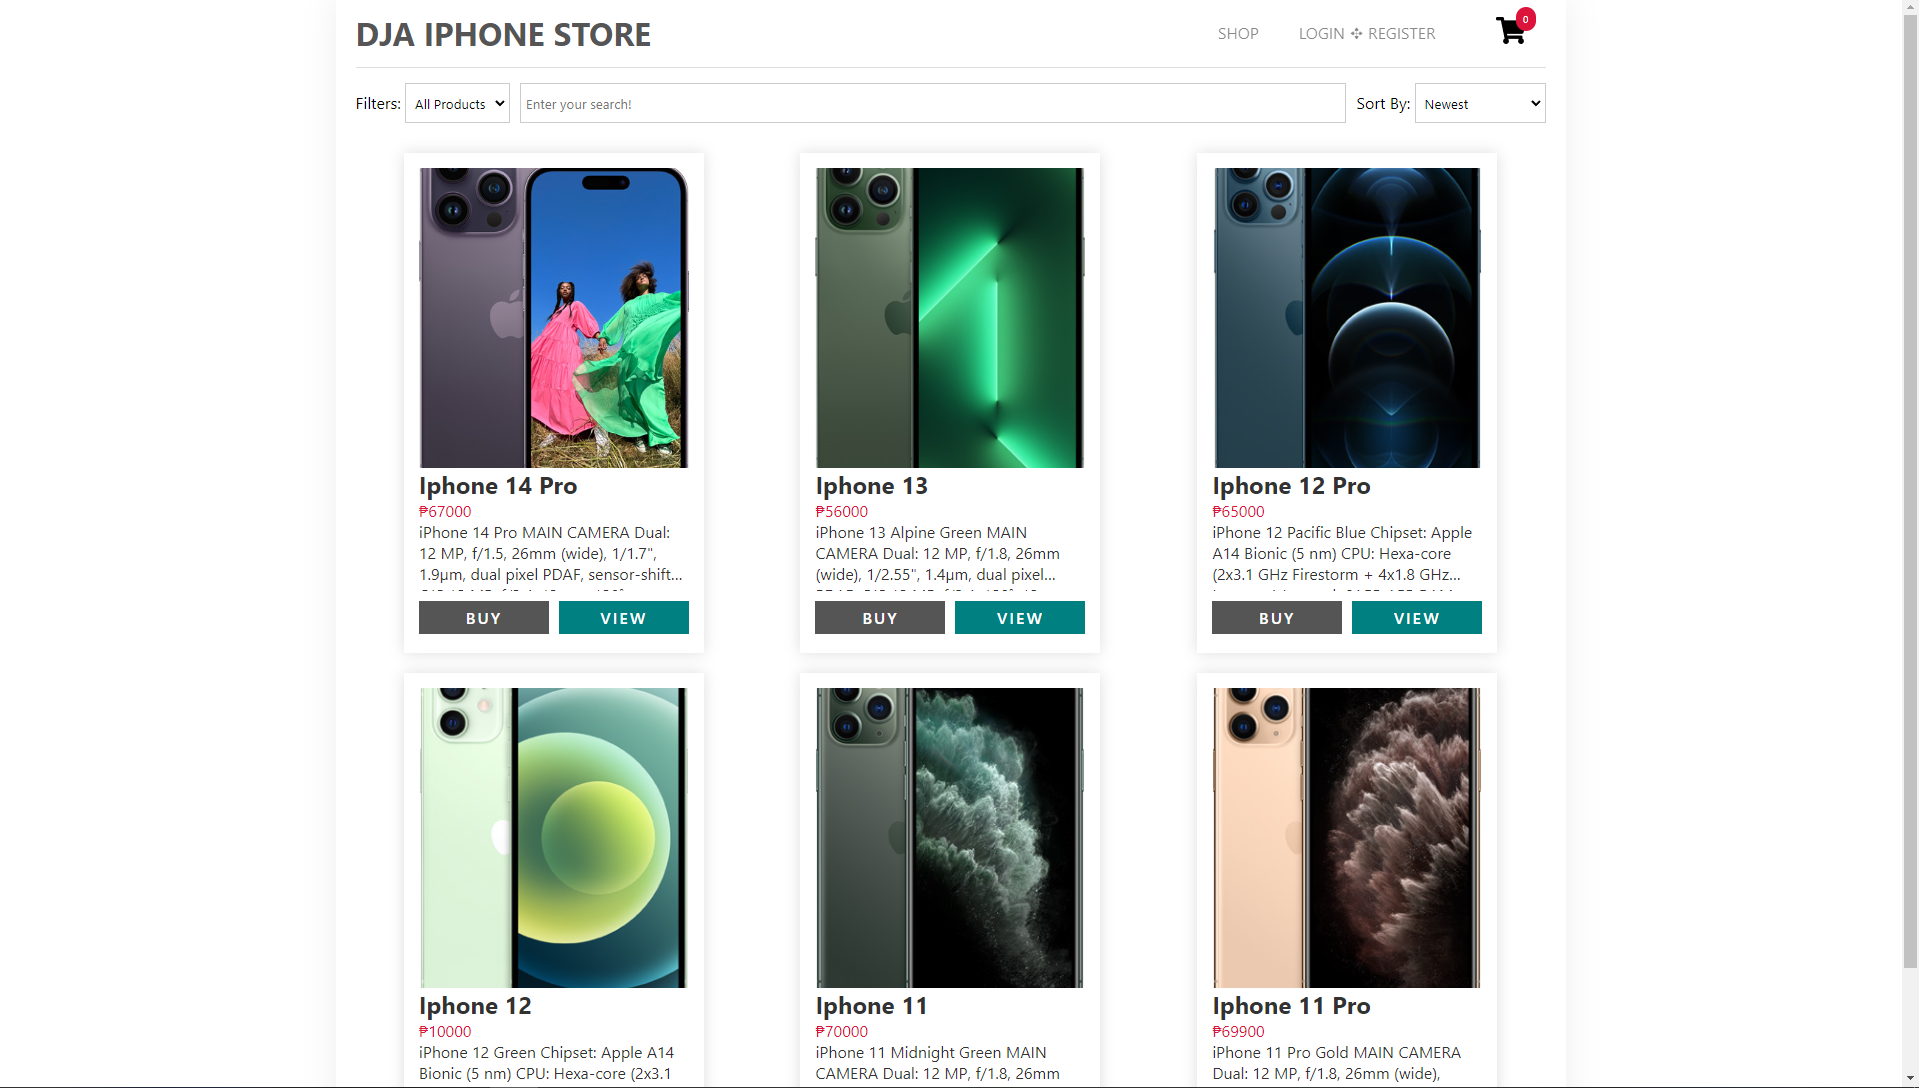 DJA IPHONE STORE
SHOP
LOGIN ✣ REGISTER
0
Filters:
All Products
Enter your search!
Sort By:
Newest
Iphone 14 Pro
₱67000
iPhone 14 Pro MAIN CAMERA Dual:
12 MP, f/1.5, 26mm (wide), 1/1.7",
1.9µm, dual pixel PDAF, sensor-shift...
BUY
VIEW
Iphone 13
₱56000
iPhone 13 Alpine Green MAIN
CAMERA Dual: 12 MP, f/1.8, 26mm
(wide), 1/2.55", 1.4µm, dual pixel...
BUY
VIEW
Iphone 12 Pro
₱65000
iPhone 12 Pacific Blue Chipset: Apple
A14 Bionic (5 nm) CPU: Hexa-core
(2x3.1 GHz Firestorm + 4x1.8 GHz...
BUY
VIEW
Iphone 12
₱10000
iPhone 12 Green Chipset: Apple A14
Bionic (5 nm) CPU: Hexa-core (2x3.1
Iphone 11
₱70000
iPhone 11 Midnight Green MAIN
CAMERA Dual: 12 MP, f/1.8, 26mm
Iphone 11 Pro
₱69900
iPhone 11 Pro Gold MAIN CAMERA
Dual: 12 MP, f/1.8, 26mm (wide),